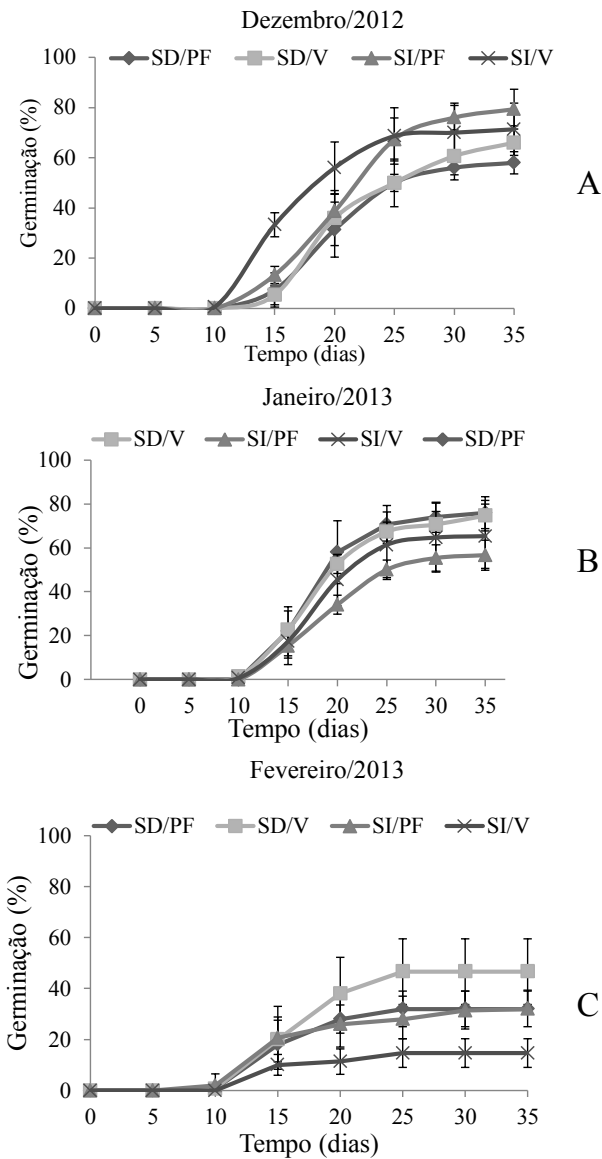 Dezembro/2012
SD/PF SD/V SI/PF SI/V
Germinação (%)
100
80
60
40
20
0
0 5 10 15 20 25 30 35
Tempo (dias)
A
Janeiro/2013
SD/V SI/PF SI/V SD/PF
Germinação (%)
100
80
60
40
20
0
0 5 10 15 20 25 30 35
Tempo (dias)
B
Fevereiro/2013
SD/PF SD/V SI/PF SI/V
Germinação (%)
100
80
60
40
20
0
0 5 10 15 20 25 30 35
Tempo (dias)
C